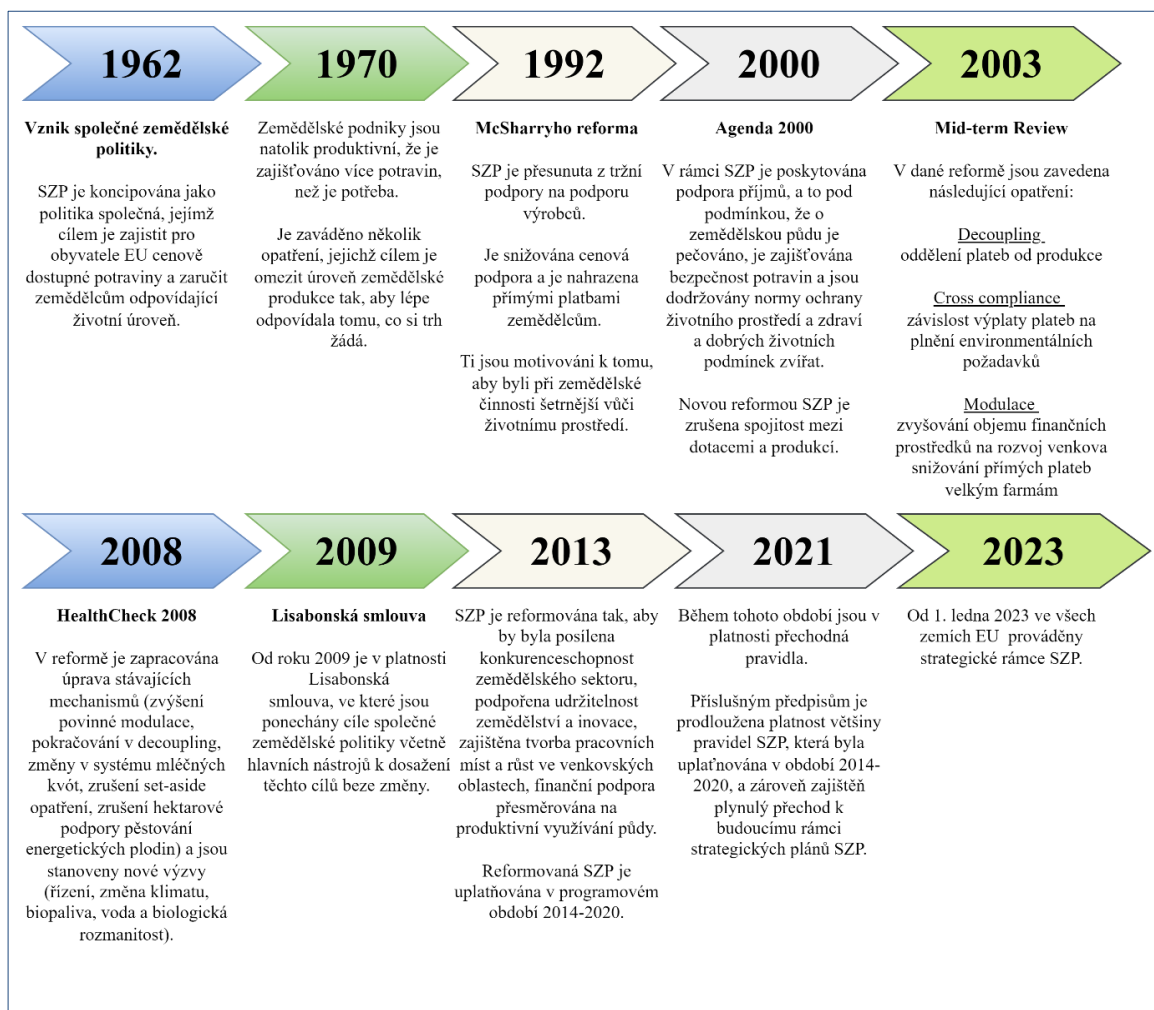 1962
1970
1992
2000
2003
Vznik společné zemědělské
politiky.
SZP je koncipována jako
politika společná, jejímž
cílem je zajistit pro
obyvatele EU cenově
dostupné potraviny a zaručit
zemědělcům odpovídající
životní úroveň.
Zemědělské podniky jsou
natolik produktivní, že je
zajišťováno více potravin,
než je potřeba.
Je zaváděno několik
opatření, jejichž cílem je
omezit úroveň zemědělské
produkce tak, aby lépe
odpovídala tomu, co si trh
žádá.
McSharryho reforma
SZP je přesunuta z tržní
podpory na podporu
výrobců.
Je snižována cenová
podpora a je nahrazena
přímými platbami
zemědělcům.
Ti jsou motivováni k tomu,
aby byli při zemědělské
činnosti šetrnější vůči
životnímu prostředí.
Agenda 2000
V rámci SZP je poskytována
podpora příjmů, a to pod
podmínkou, že o
zemědělskou půdu je
pečováno, je zajišťována
bezpečnost potravin a jsou
dodržovány normy ochrany
životního prostředí a zdraví
a dobrých životních
podmínek zvířat.
Novou reformou SZP je
zrušena spojitost mezi
dotacemi a produkcí.
Mid-term Review
V dané reformě jsou zavedena
následující opatření:
Decoupling
oddělení plateb od produkce
Cross compliance
závislost výplaty plateb na
plnění environmentálních
požadavků
Modulace
zvyšování objemu finančních
prostředků na rozvoj venkova
snižování přímých plateb
velkým farmám
2008
2009
2013
2021
2023
HealthCheck 2008
V reformě je zapracována
úprava stávajících
mechanismů (zvýšení
povinné modulace,
pokračování v decoupling,
změny v systému mléčných
kvót, zrušení set-aside
opatření, zrušení hektarové
podpory pěstování
energetických plodin) a jsou
stanoveny nové výzvy
(řízení, změna klimatu,
biopaliva, voda a biologická
rozmanitost).
Lisabonská smlouva
Od roku 2009 je v platnosti
Lisabonská
smlouva, ve které jsou
ponechány cíle společné
zemědělské politiky včetně
hlavních nástrojů k dosažení
těchto cílů beze změny.
SZP je reformována tak, aby
by byla posílena
konkurenceschopnost
zemědělského sektoru,
podpořena udržitelnost
zemědělství a inovace,
zajištěna tvorba pracovních
míst a růst ve venkovských
oblastech, finanční podpora
přesměrována na
produktivní využívání půdy.
Reformovaná SZP je
uplatňována v programovém
období 2014-2020.
Během tohoto období jsou v
platnosti přechodná
pravidla.
Příslušným předpisům je
prodloužena platnost většiny
pravidel SZP, která byla
uplaťnována v období 2014-
2020, a zároveň zajištěň
plynulý přechod k
budoucímu rámci
strategických plánů SZP.
Od 1. ledna 2023 ve všech
zemích EU prováděny
strategické rámce SZP.